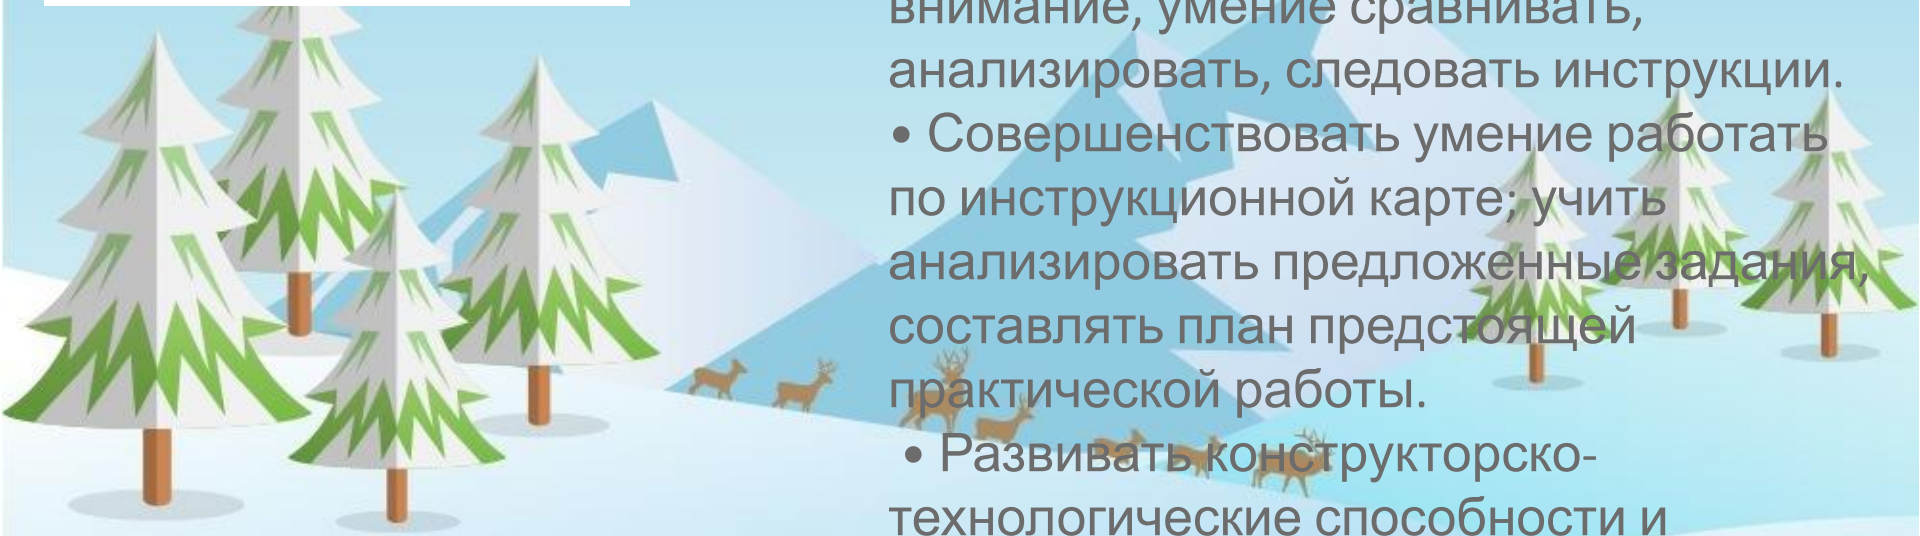 внимание, умение сравнивать,
анализировать, следовать инструкции.
• Совершенствовать умение работать
по инструкционной карте; учить
анализировать предложенные задания,
составлять план предстоящей
практической работы.
• Развивать конструкторско-
технологические способности и